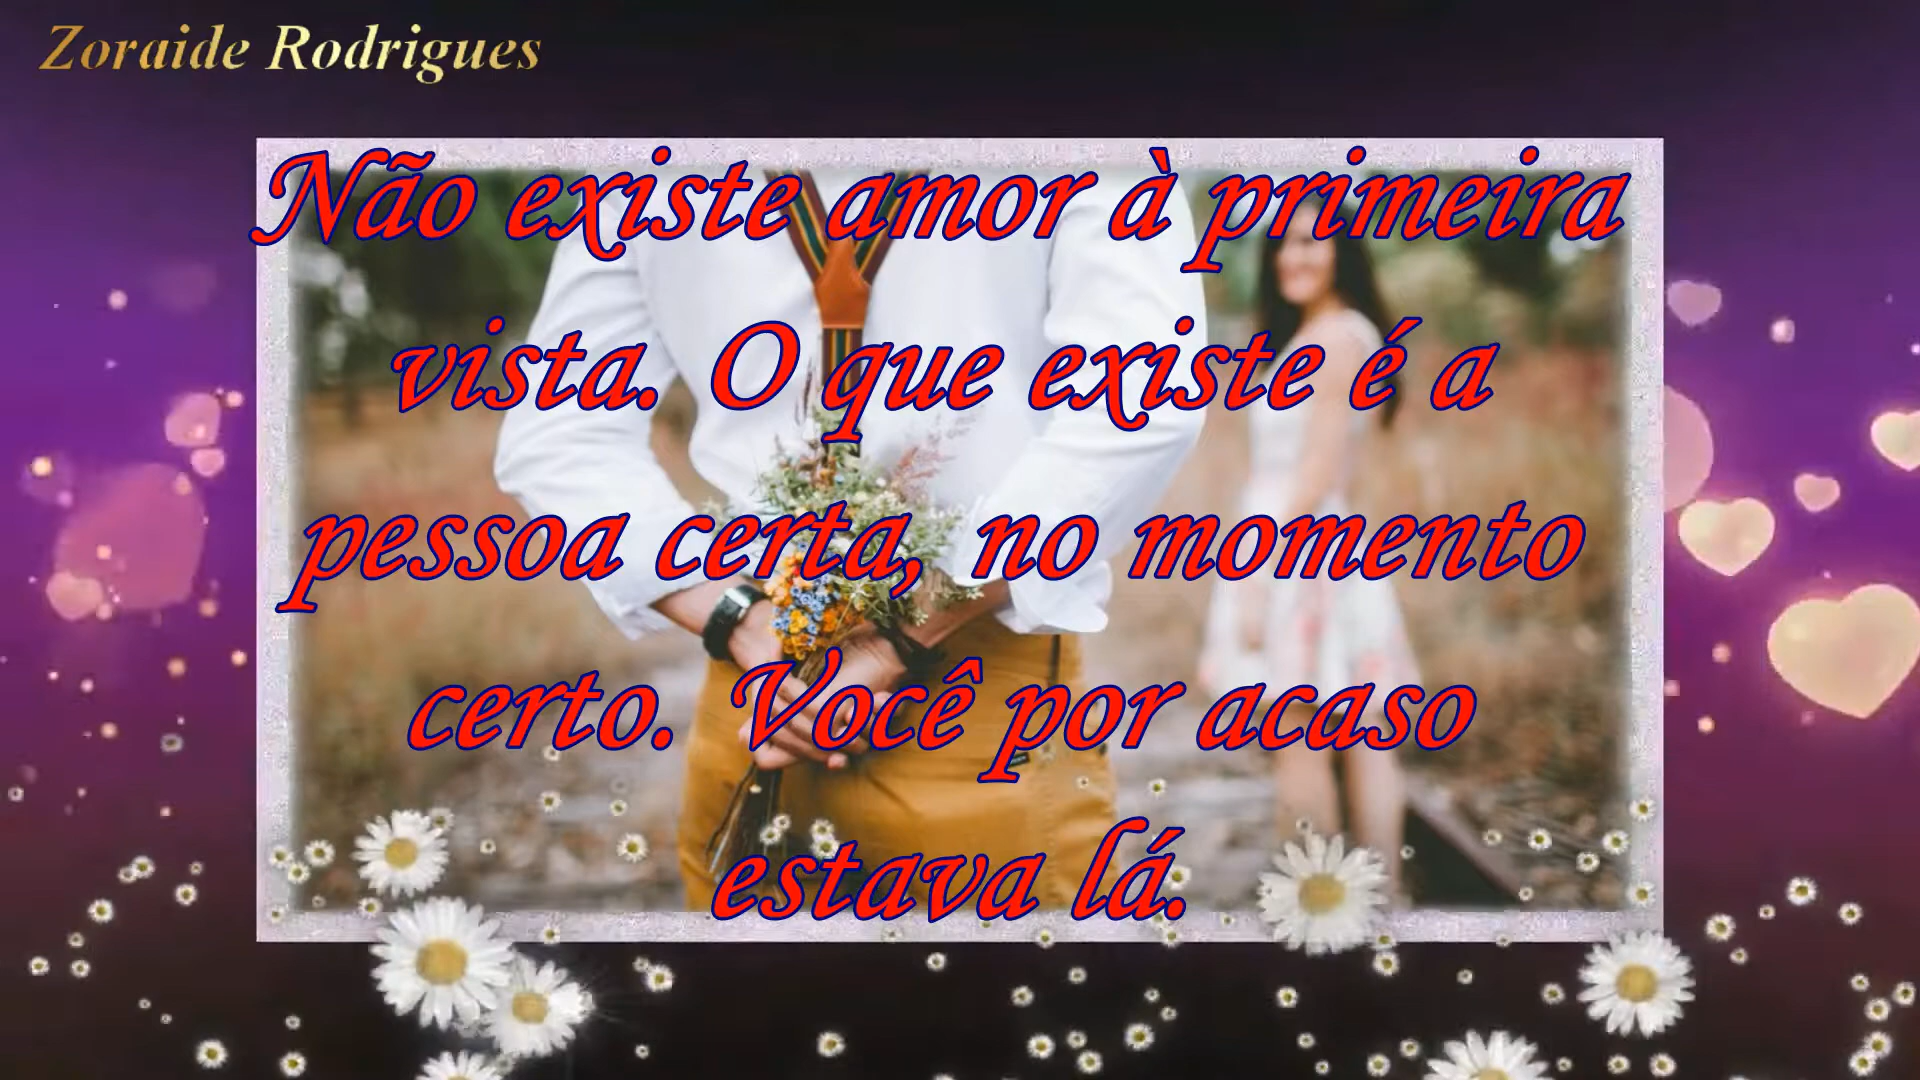 Zoraide Rodrigues
Não existe amor à primeira
vista. O que existe é a
pessoa certa, no momento
certo. Você por acaso
estava lá.